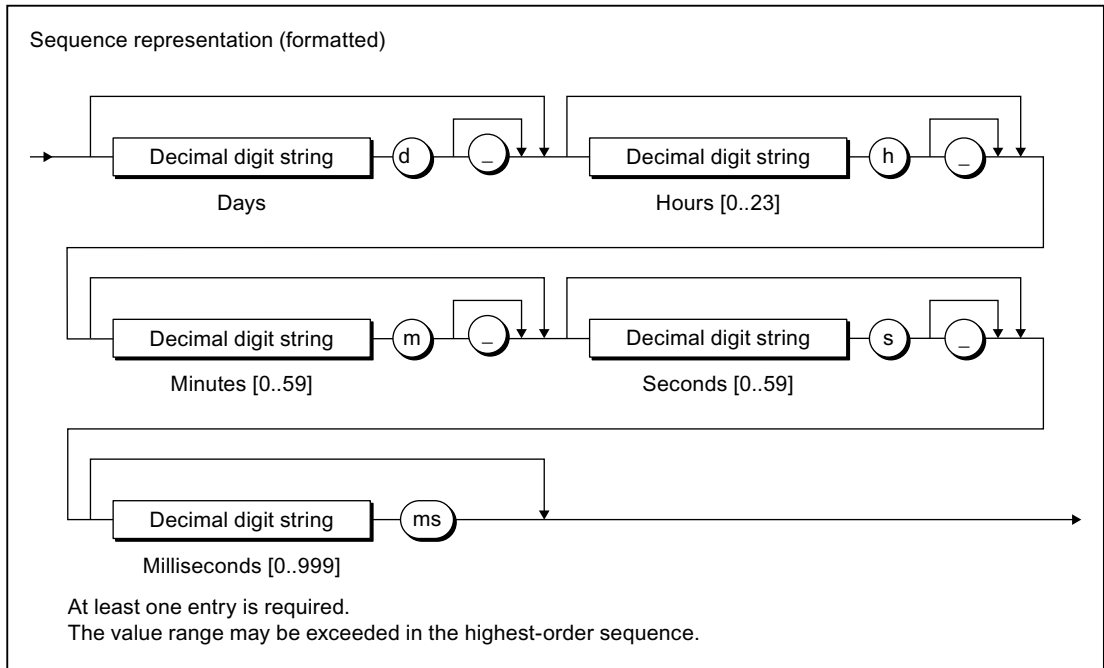 Sequence representation (formatted)
Decimal digit string d _ Decimal digit string h _
Days Hours [0..23]
Decimal digit string m _ Decimal digit string s _
Minutes [0..59] Seconds [0..59]
Decimal digit string ms
Milliseconds [0..999]
At least one entry is required.
The value range may be exceeded in the highest-order sequence.